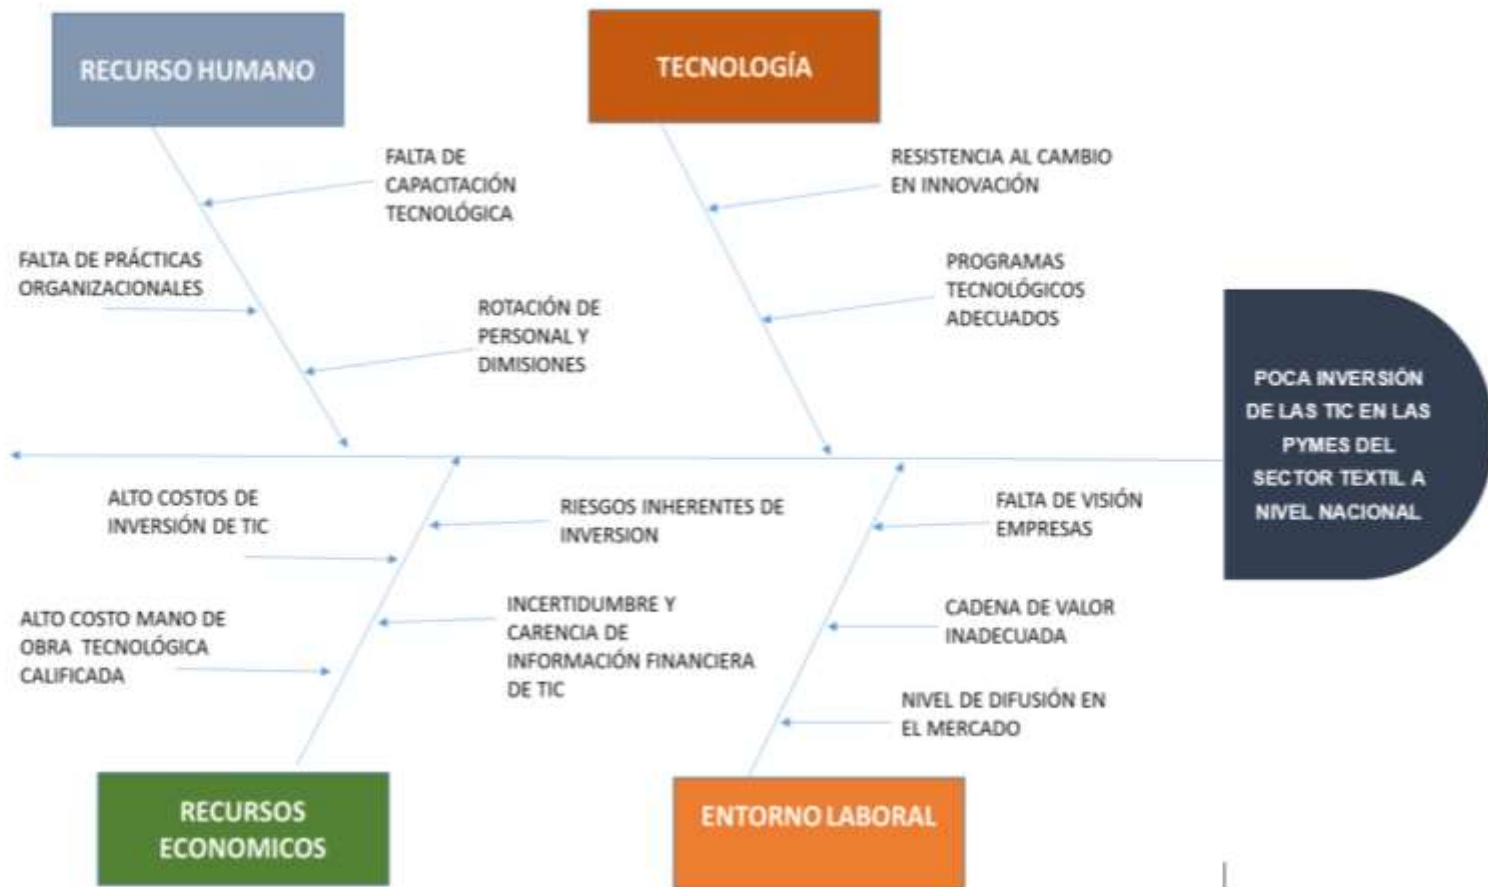 RECURSO HUMANO
TECNOLOGÍA
FALTA DE
CAPACITACIÓN
TECNOLÓGICA
FALTA DE PRÁCTICAS
ORGANIZACIONALES
ROTACIÓN DE
PERSONAL Y
DIMISIONES
RESISTENCIA AL CAMBIO
EN INNOVACIÓN
PROGRAMAS
TECNOLÓGICOS
ADECUADOS
POCA INVERSIÓN
DE LAS TIC EN LAS
PYMES DEL
SECTOR TEXTIL A
NIVEL NACIONAL
ALTO COSTOS DE
INVERSIÓN DE TIC
RIESGOS INHERENTES DE
INVERSION
ALTO COSTO MANO DE
OBRA TECNOLÓGICA
CALIFICADA
INCERTIDUMBRE Y
CARENCIA DE
INFORMACIÓN FINANCIERA
DE TIC
FALTA DE VISIÓN
EMPRESAS
CADENA DE VALOR
INADECUADA
NIVEL DE DIFUSIÓN EN
EL MERCADO
RECURSOS
ECONOMICOS
ENTORNO LABORAL